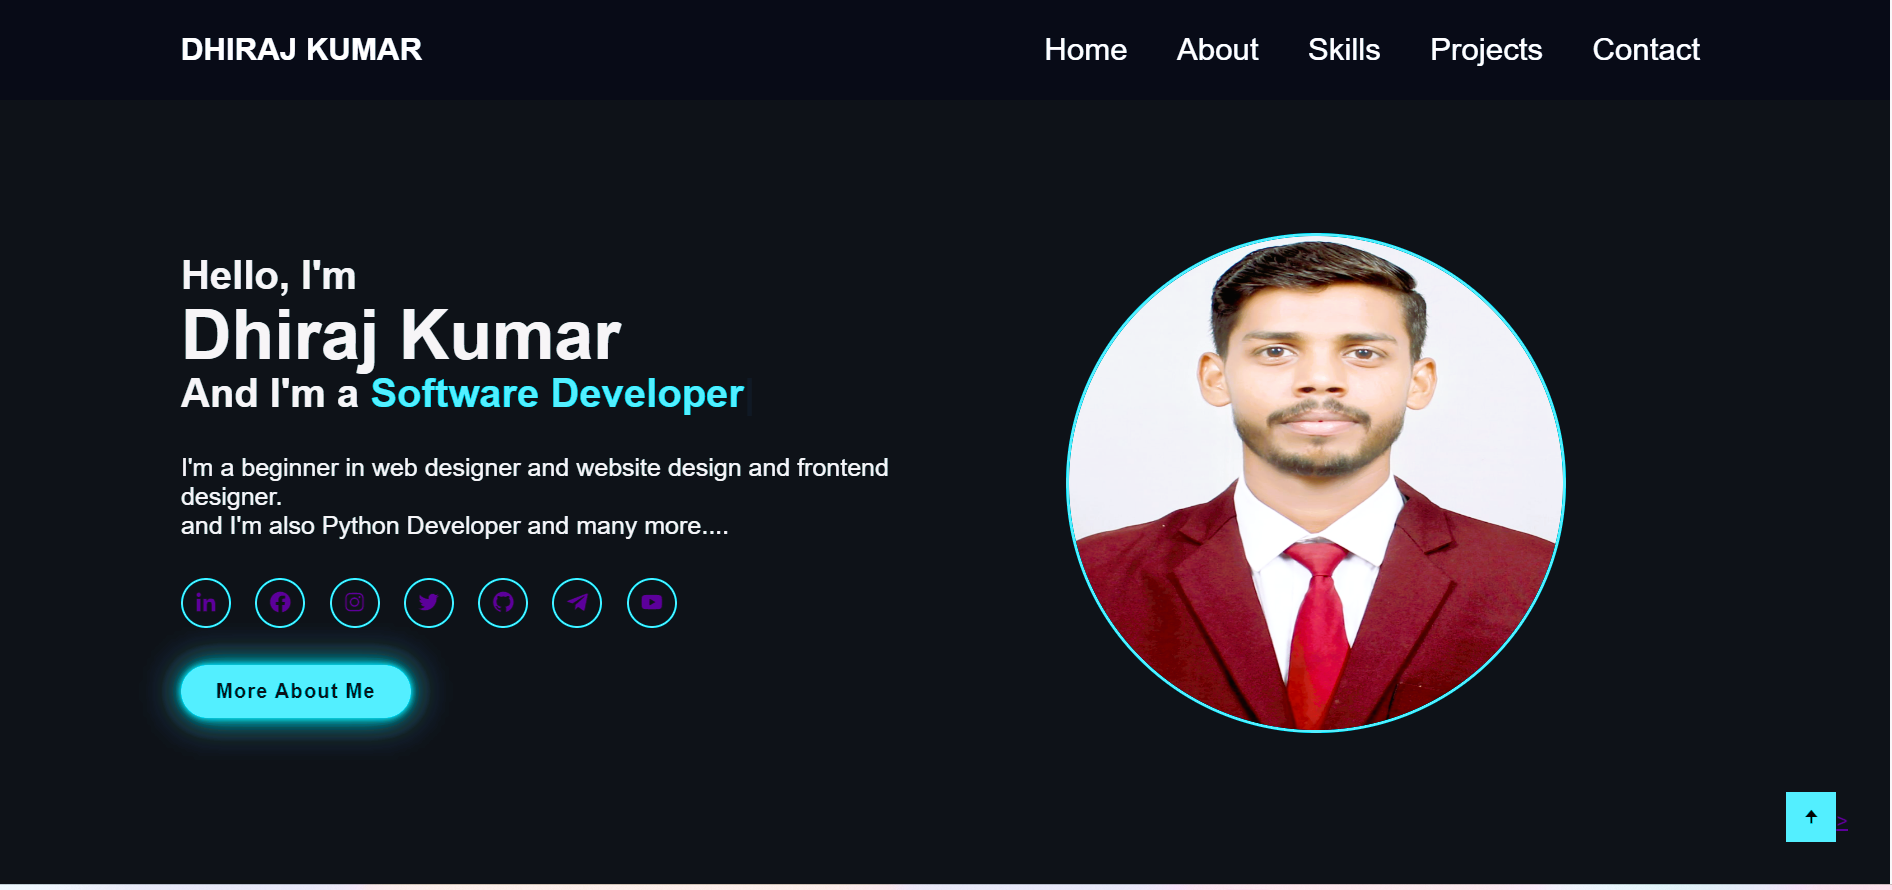 DHIRAJ KUMAR
Home About Skills Projects Contact
Hello, I'm
Dhiraj Kumar
And I'm a Software Developer
I'm a beginner in web designer and website design and frontend
designer.
and I'm also Python Developer and many more....
More About Me
>